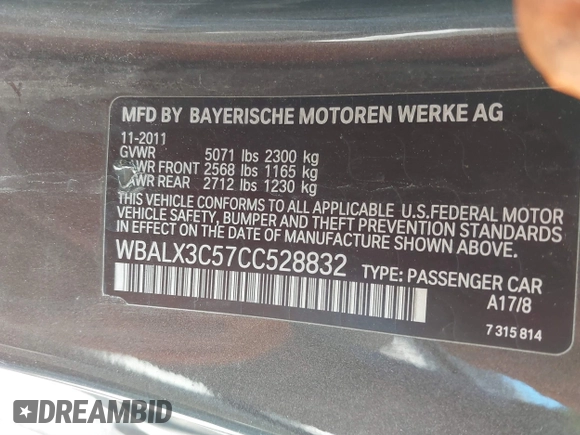 MFD BY BAYERISCHE MOTOREN WERKE AG
11-2011
GVWR 5071 lbs 2300 kg
GAWR FRONT 2568 lbs 1165 kg
GAWR REAR 2712 lbs 1230 kg
THIS VEHICLE CONFORMS TO ALL APPLICABLE U.S.FEDERAL MOTOR
VEHICLE SAFETY, BUMPER AND THEFT PREVENTION STANDARDS
IN EFFECT ON THE DATE OF MANUFACTURE SHOWN ABOVE.
WBALX3C57CC528832 TYPE: PASSENGER CAR
A17/8
7 315 814
DREAMBID